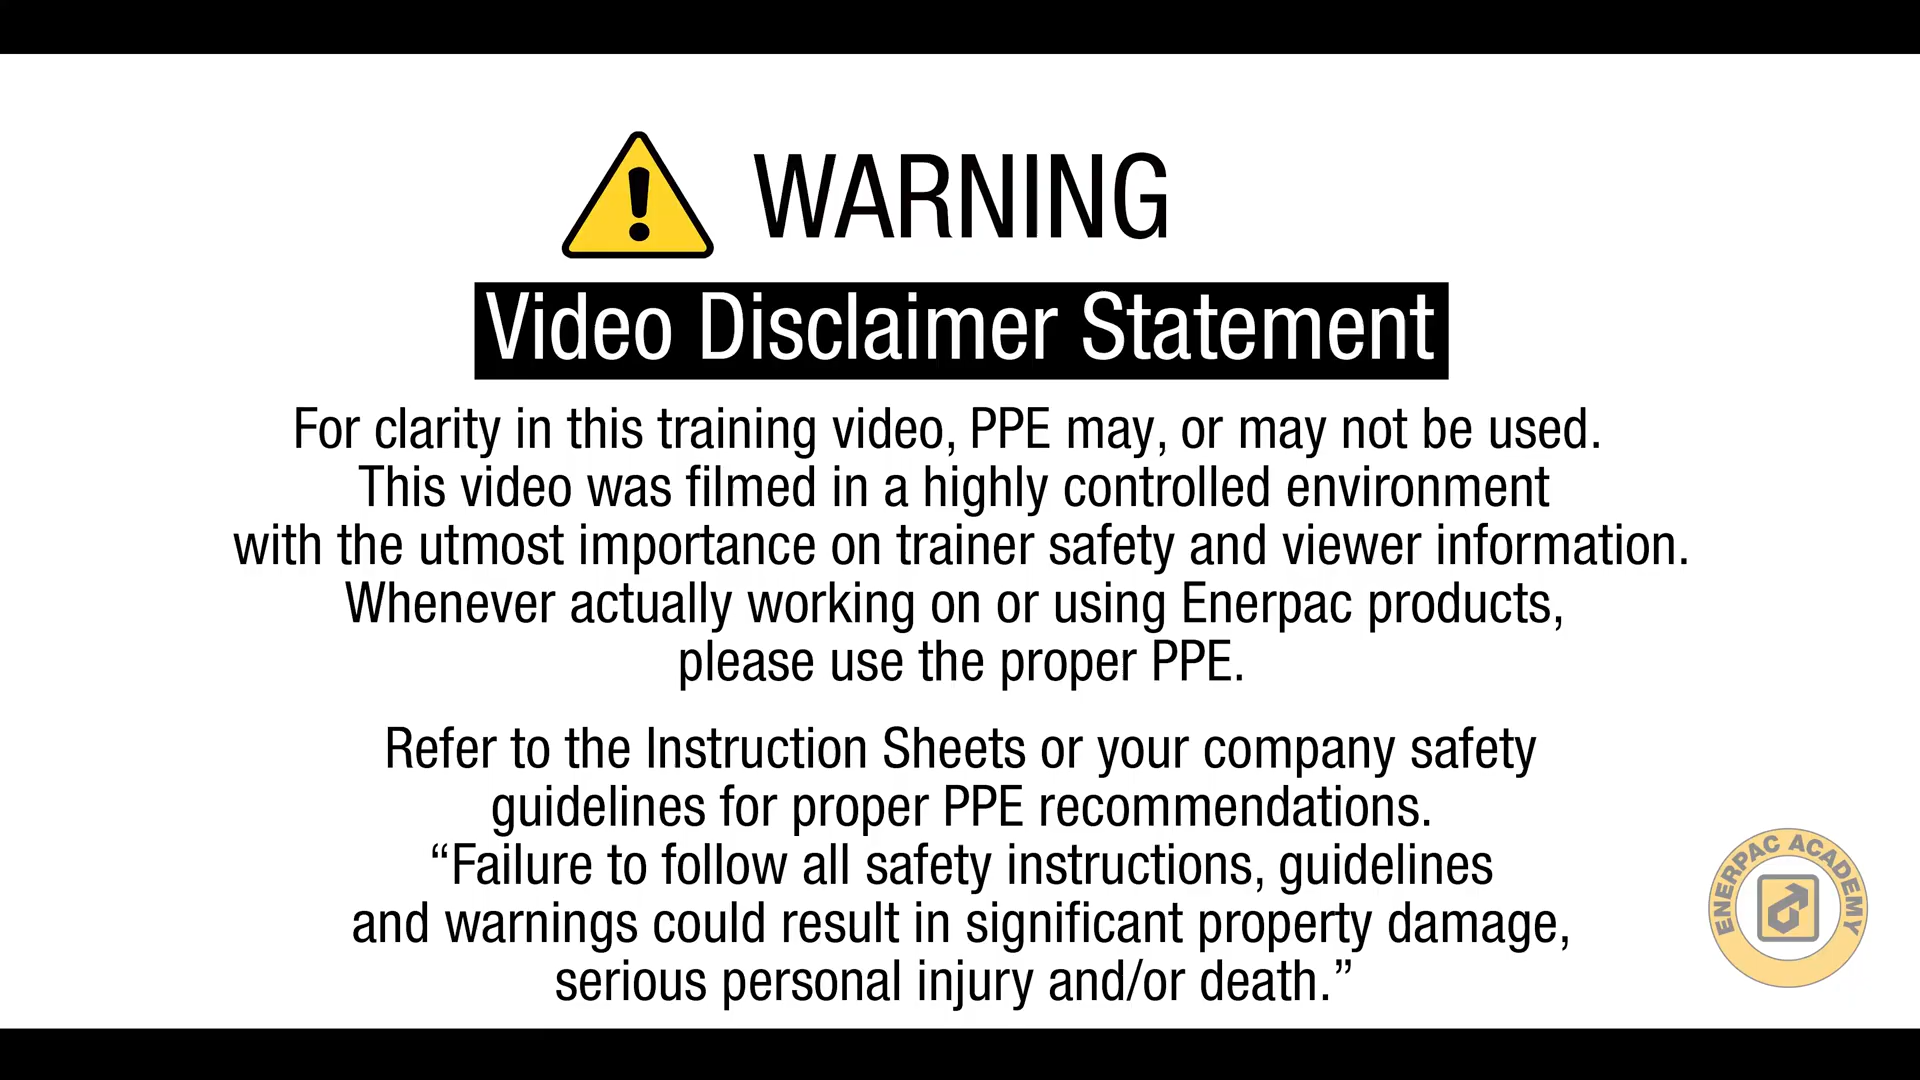 WARNING
Video Disclaimer Statement
For clarity in this training video, PPE may, or may not be used.
This video was filmed in a highly controlled environment
with the utmost importance on trainer safety and viewer information.
Whenever actually working on or using Enerpac products,
please use the proper PPE.
Refer to the Instruction Sheets or your company safety
guidelines for proper PPE recommendations.
“Failure to follow all safety instructions, guidelines
and warnings could result in significant property damage,
serious personal injury and/or death.”
ENERPAC ACADEMY